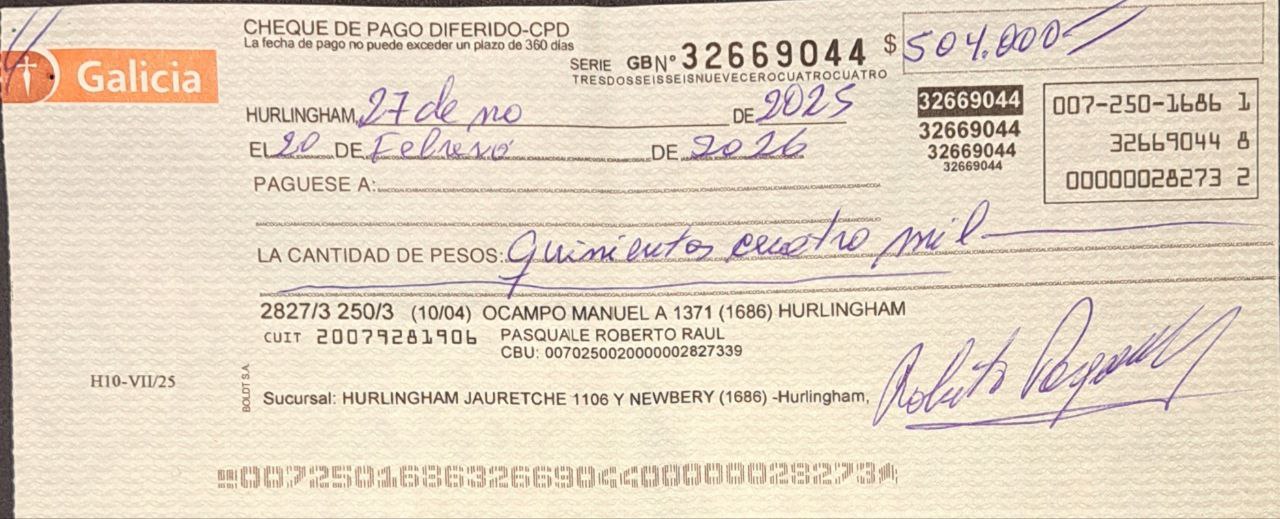 CHEQUE DE PAGO DIFERIDO-CPD
La fecha de pago no puede exceder un plazo de 360 días
Galicia
SERIE GB N° 32669044 $ 504.000
TRESDOSSEISSEISNUEVECEROCUATROCUATRO
HURLINGHAM, 27 de no DE 2025
EL 20 DE Febrero DE 2026
32669044
32669044
32669044
32669044
007-250-1686 1
32669044 8
00000028273 2
PAGUESE A:
LA CANTIDAD DE PESOS: Quinientos cuatro mil
2827/3 250/3 (10/04) OCAMPO MANUEL A 1371 (1686) HURLINGHAM
CUIT 20079281906 PASQUALE ROBERTO RAUL
CBU: 0070250020000002827339
H10-VII/25
BOLDT S.A.
Sucursal: HURLINGHAM JAURETCHE 1106 Y NEWBERY (1686) -Hurlingham,
Roberto
00725016863266904400000028273